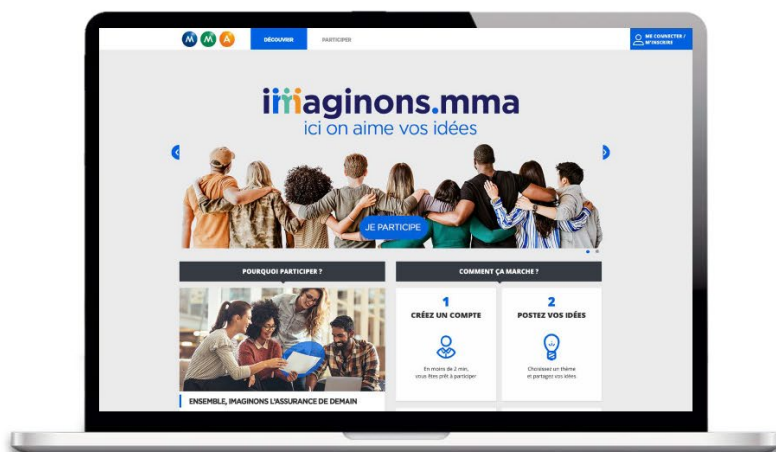 M M A
DÉCOUVRIR
PARTICIPER
ME CONNECTER /
M'INSCRIRE
imaginons.mma
ici on aime vos idées
JE PARTICIPE
POURQUOI PARTICIPER ?
COMMENT ÇA MARCHE ?
1
CRÉEZ UN COMPTE
En moins de 2 min,
vous êtes prêt à participer
2
POSTEZ VOS IDÉES
Choisissez un thème
et partagez vos idées
ENSEMBLE, IMAGINONS L'ASSURANCE DE DEMAIN